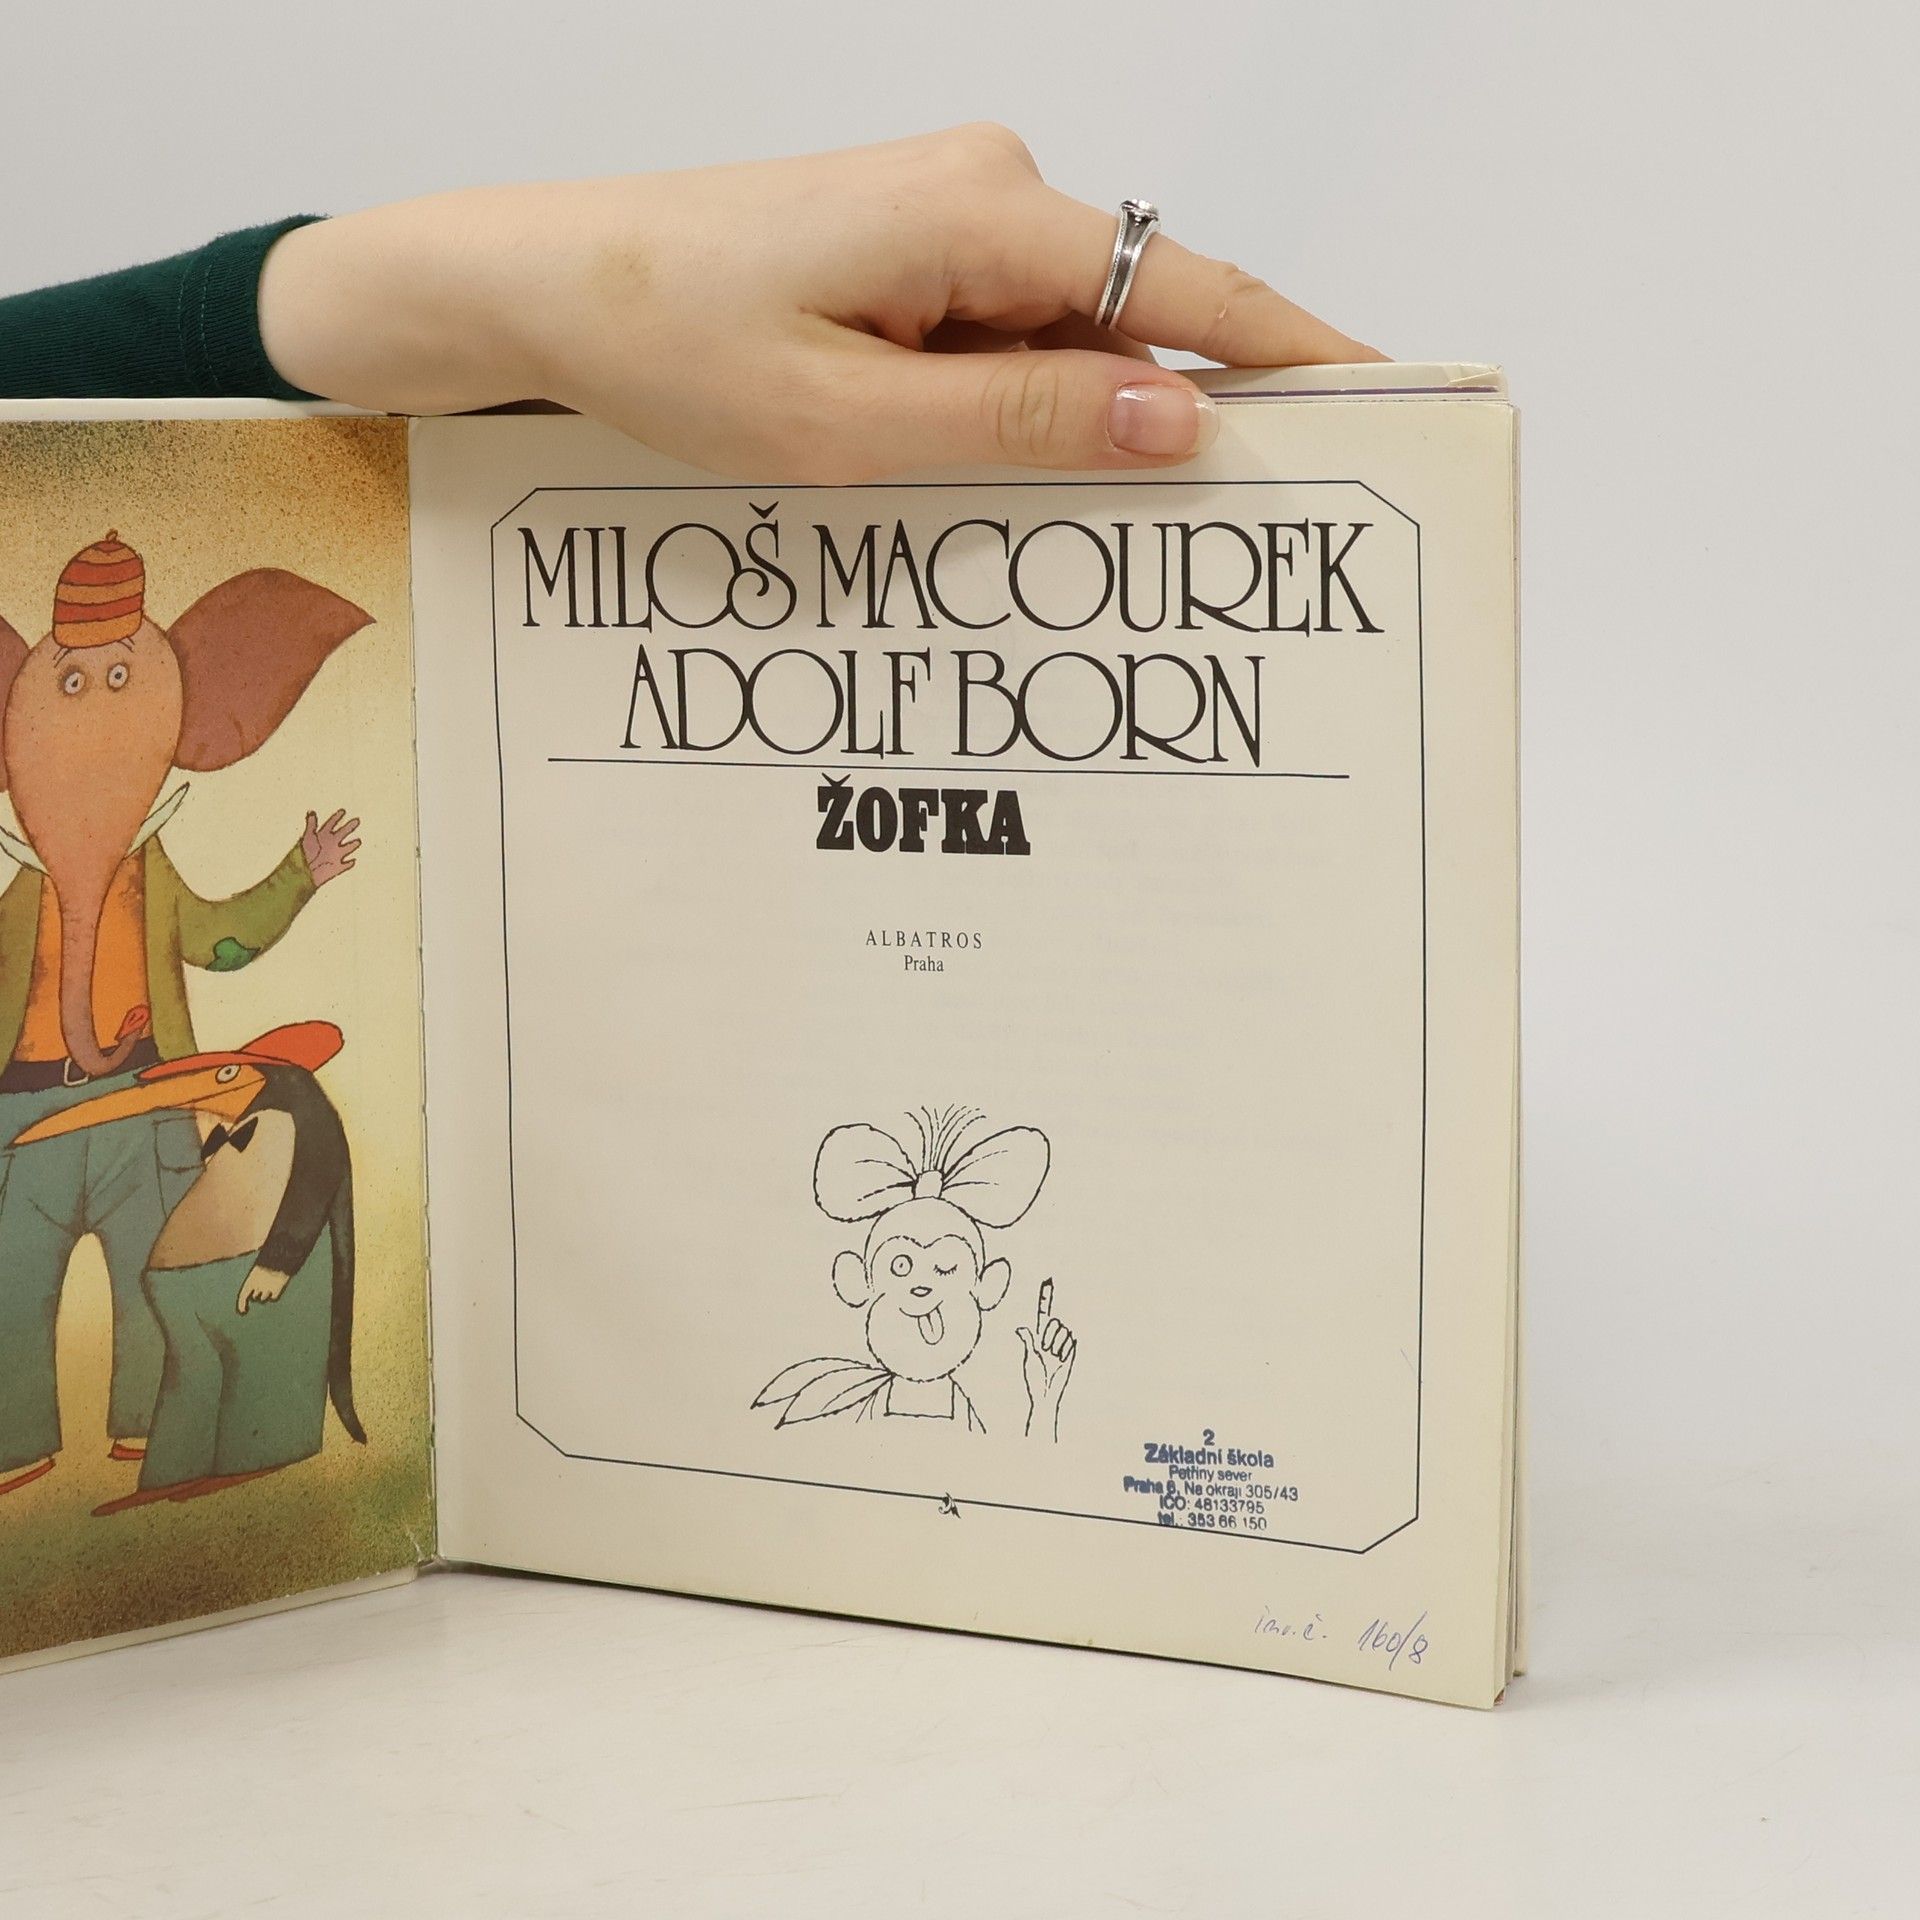 MILOŠ MACOUREK
ADOLF BORN
ŽOFKA
ALBATROS
Praha
2
Základní škola
Petřiny sever
Praha 6, Na okraji 305/43
IČO: 48133795
tel.: 353 66 150
inv. č. 160/8